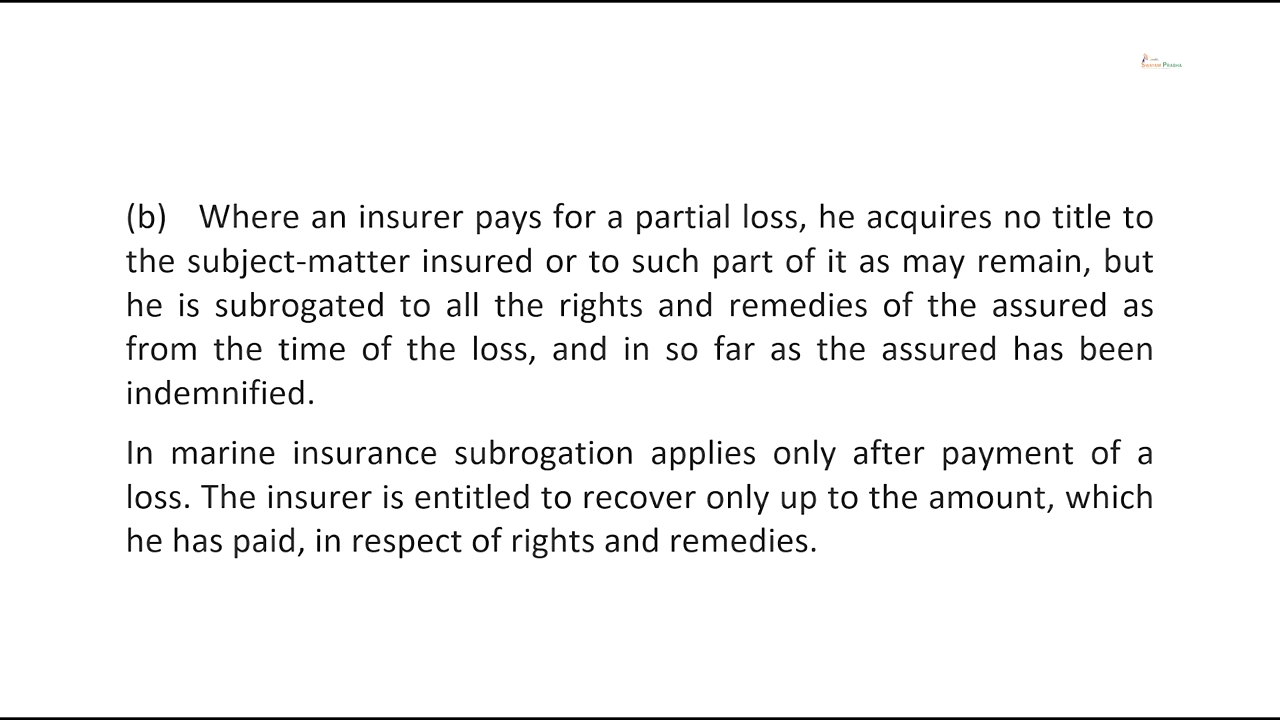 Swayam Prabha
(b) Where an insurer pays for a partial loss, he acquires no title to
the subject-matter insured or to such part of it as may remain, but
he is subrogated to all the rights and remedies of the assured as
from the time of the loss, and in so far as the assured has been
indemnified.
In marine insurance subrogation applies only after payment of a
loss. The insurer is entitled to recover only up to the amount, which
he has paid, in respect of rights and remedies.